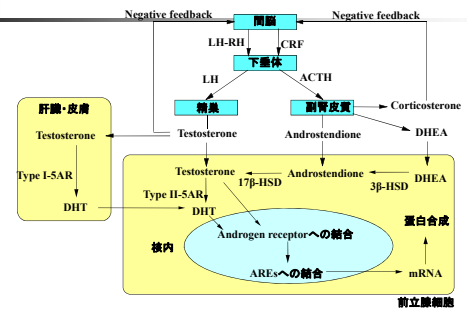 Negative feedback
間脳
Negative feedback
LH-RH
CRF
下垂体
LH
ACTH
肝臓・皮膚
精巣
副腎皮質
Corticosterone
Testosterone
Testosterone
Androstendione
DHEA
Type I-5AR
Testosterone
17β-HSD
Androstendione
3β-HSD
DHEA
Type II-5AR
DHT
DHT
核内
Androgen receptorへの結合
蛋白合成
AREsへの結合
mRNA
前立腺細胞